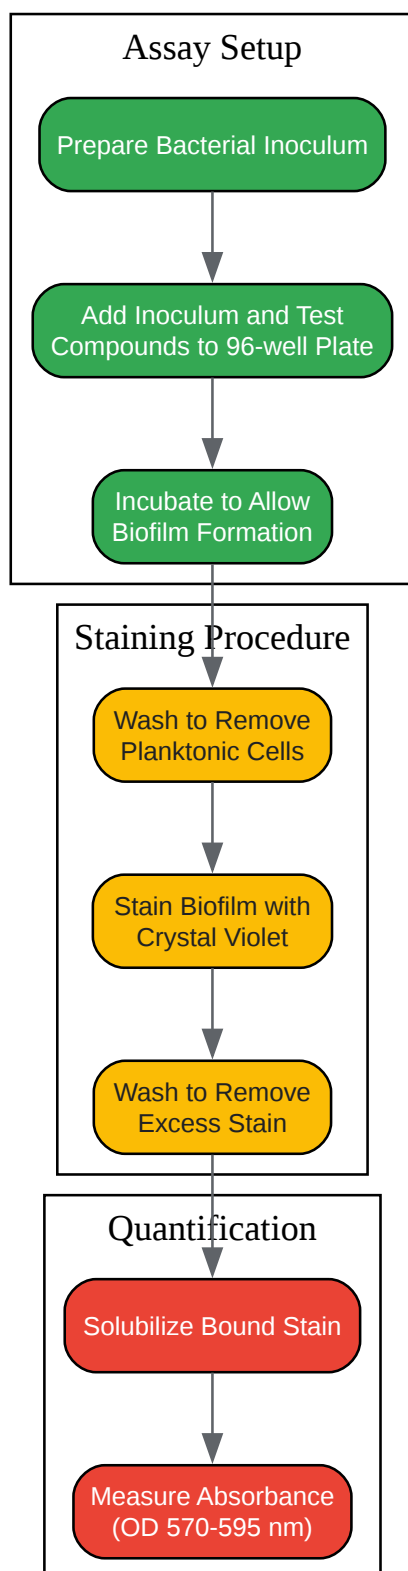 Assay Setup
Prepare Bacterial Inoculum
Add Inoculum and Test
Compounds to 96-well Plate
Incubate to Allow
Biofilm Formation
Staining Procedure
Wash to Remove
Planktonic Cells
Stain Biofilm with
Crystal Violet
Wash to Remove
Excess Stain
Quantification
Solubilize Bound Stain
Measure Absorbance
(OD 570-595 nm)